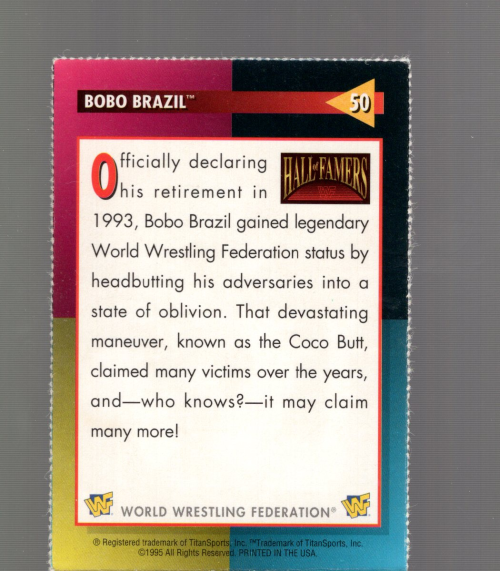 BOBO BRAZIL™
50
Officially declaring
his retirement in
HALL of FAMERS
1993, Bobo Brazil gained legendary
World Wrestling Federation status by
headbutting his adversaries into a
state of oblivion. That devastating
maneuver, known as the Coco Butt,
claimed many victims over the years,
and—who knows?—it may claim
many more!
WF WORLD WRESTLING FEDERATION® WF
® Registered trademark of TitanSports, Inc. ™Trademark of TitanSports, Inc.
©1995 All Rights Reserved. PRINTED IN THE USA.